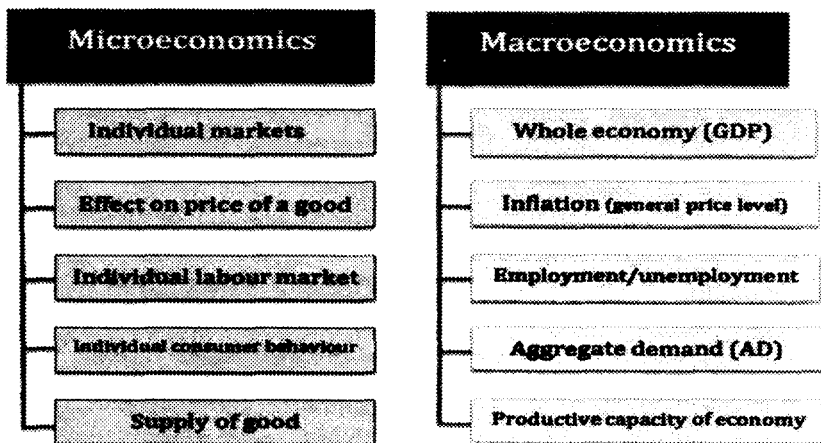 Microeconomics
Individual markets
Effect on price of a good
Individual labour market
Individual consumer behaviour
Supply of good
Macroeconomics
Whole economy (GDP)
Inflation (general price level)
Employment/unemployment
Aggregate demand (AD)
Productive capacity of economy